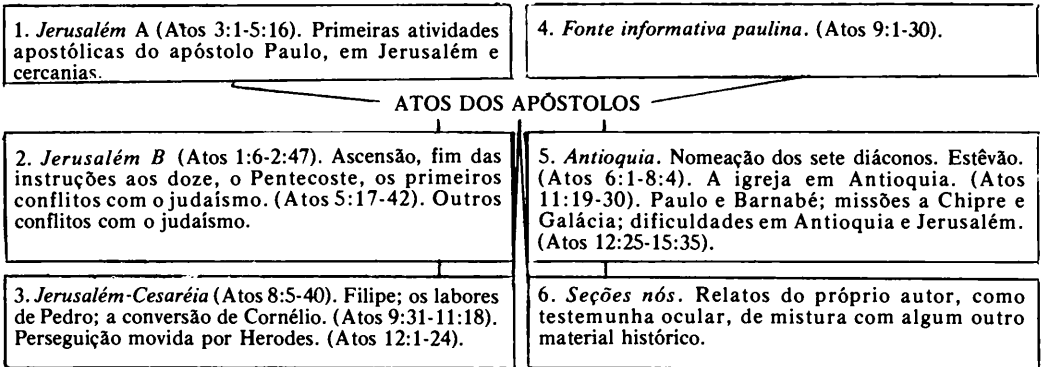 1. Jerusalém A (Atos 3:1-5:16). Primeiras atividades
apostólicas do apóstolo Paulo, em Jerusalém e
cercanias.
4. Fonte informativa paulina. (Atos 9:1-30).
ATOS DOS APÓSTOLOS
2. Jerusalém B (Atos 1:6-2:47). Ascensão, fim das
instruções aos doze, o Pentecoste, os primeiros
conflitos com o judaísmo. (Atos 5:17-42). Outros
conflitos com o judaísmo.
5. Antioquia. Nomeação dos sete diáconos. Estêvão.
(Atos 6:1-8:4). A igreja em Antioquia. (Atos
11:19-30). Paulo e Barnabé; missões a Chipre e
Galácia; dificuldades em Antioquia e Jerusalém.
(Atos 12:25-15:35).
3. Jerusalém-Cesaréia (Atos 8:5-40). Filipe; os labores
de Pedro; a conversão de Cornélio. (Atos 9:31-11:18).
Perseguição movida por Herodes. (Atos 12:1-24).
6. Seções nós. Relatos do próprio autor, como
testemunha ocular, de mistura com algum outro
material histórico.